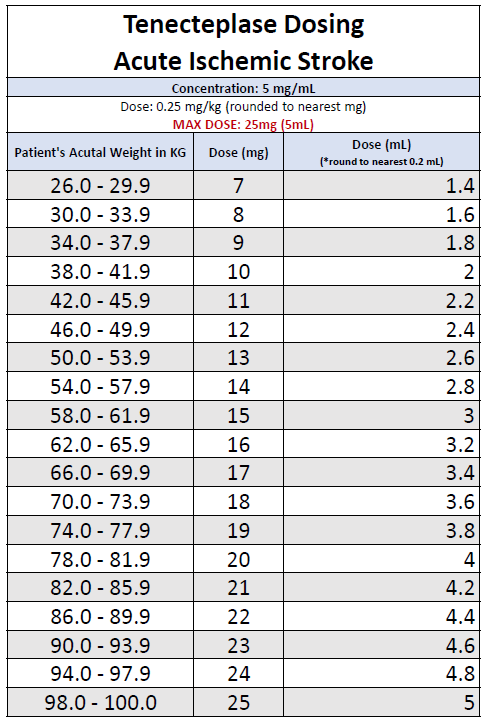 Tenecteplase Dosing
Acute Ischemic Stroke
Concentration: 5 mg/mL
Dose: 0.25 mg/kg (rounded to nearest mg)
MAX DOSE: 25mg (5mL)
Patient's Acutal Weight in KG Dose (mg) Dose (mL)
(*round to nearest 0.2 mL)
26.0 - 29.9 7 1.4
30.0 - 33.9 8 1.6
34.0 - 37.9 9 1.8
38.0 - 41.9 10 2
42.0 - 45.9 11 2.2
46.0 - 49.9 12 2.4
50.0 - 53.9 13 2.6
54.0 - 57.9 14 2.8
58.0 - 61.9 15 3
62.0 - 65.9 16 3.2
66.0 - 69.9 17 3.4
70.0 - 73.9 18 3.6
74.0 - 77.9 19 3.8
78.0 - 81.9 20 4
82.0 - 85.9 21 4.2
86.0 - 89.9 22 4.4
90.0 - 93.9 23 4.6
94.0 - 97.9 24 4.8
98.0 - 100.0 25 5